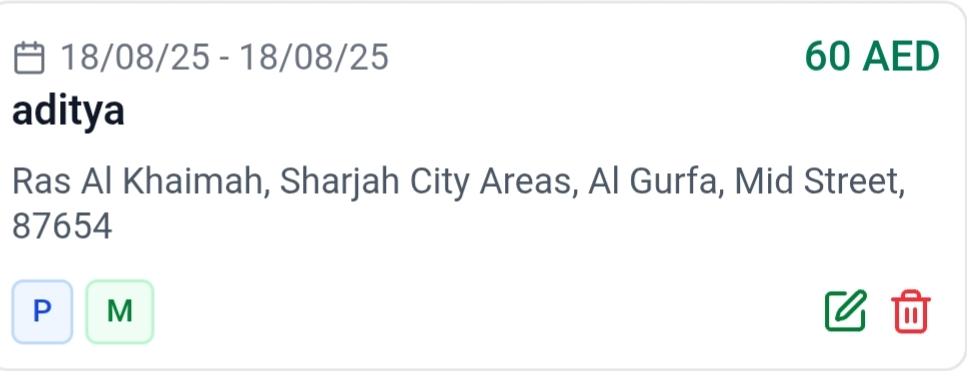 18/08/25 - 18/08/25
60 AED
aditya
Ras Al Khaimah, Sharjah City Areas, Al Gurfa, Mid Street,
87654
P M